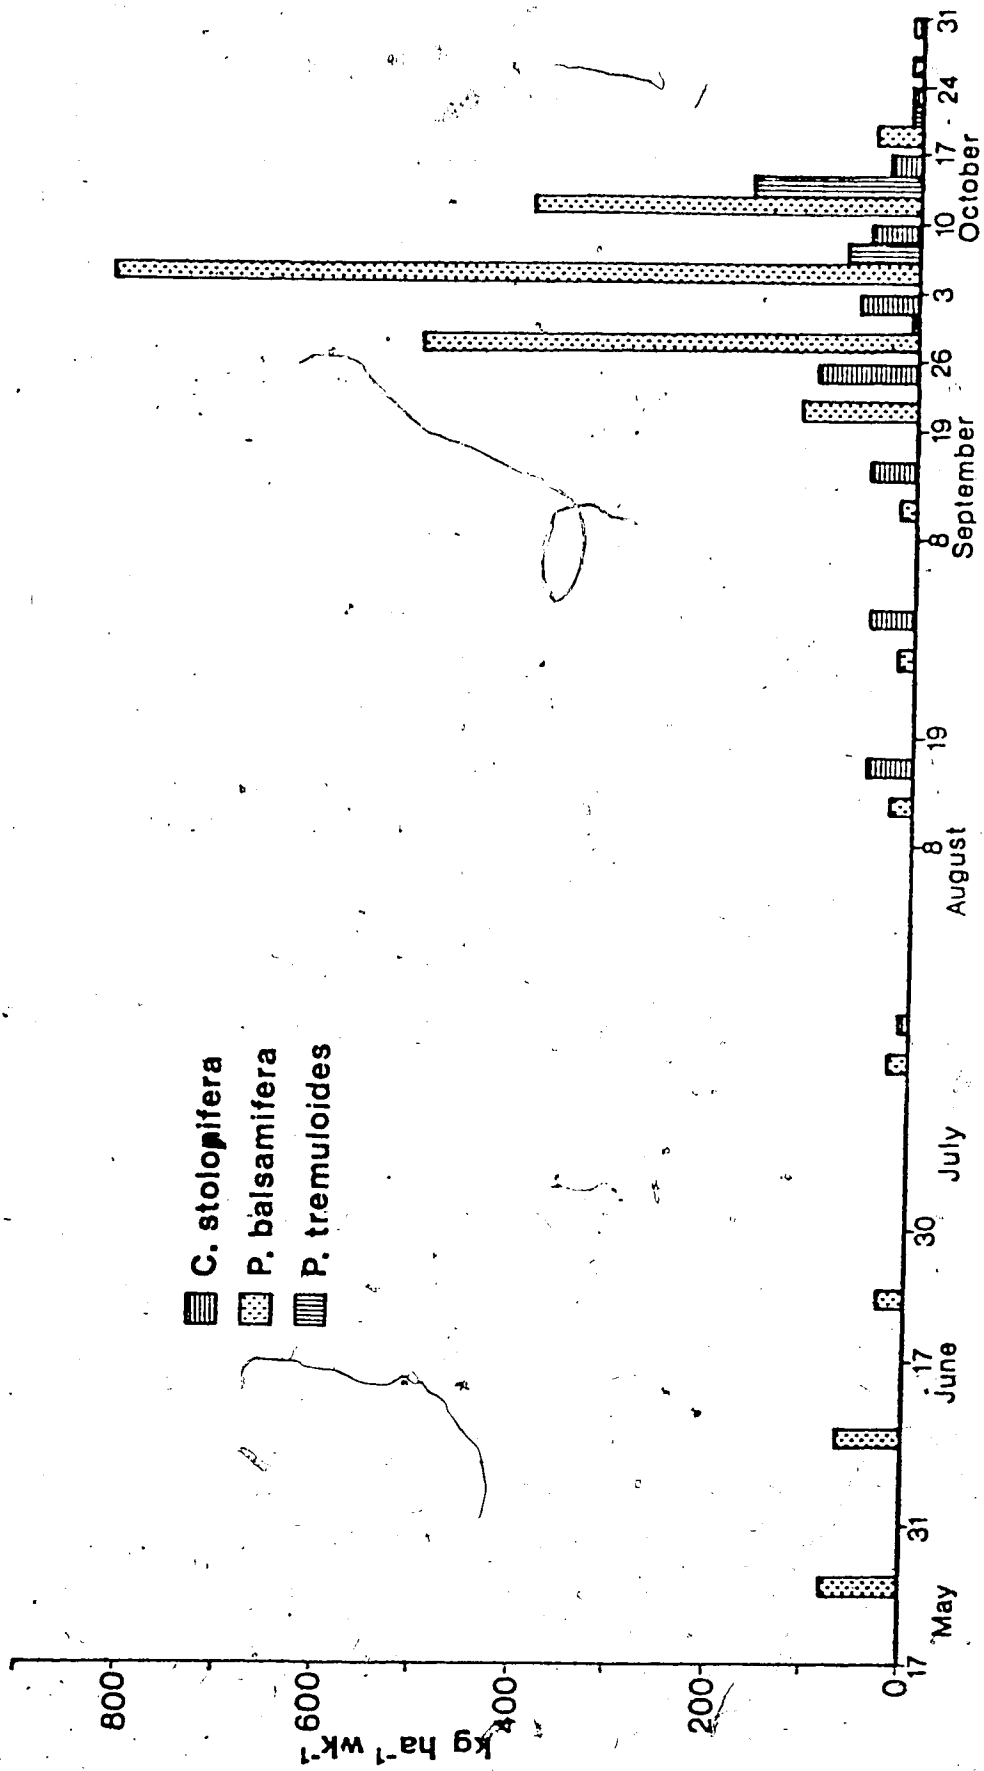 kg ha⁻¹ wk⁻¹
800
600
400
200
0
C. stolonifera
P. balsamifera
P. tremuloides
17 31 17 30 8 19 8 19 26 3 10 17 24 31
May June July August September October